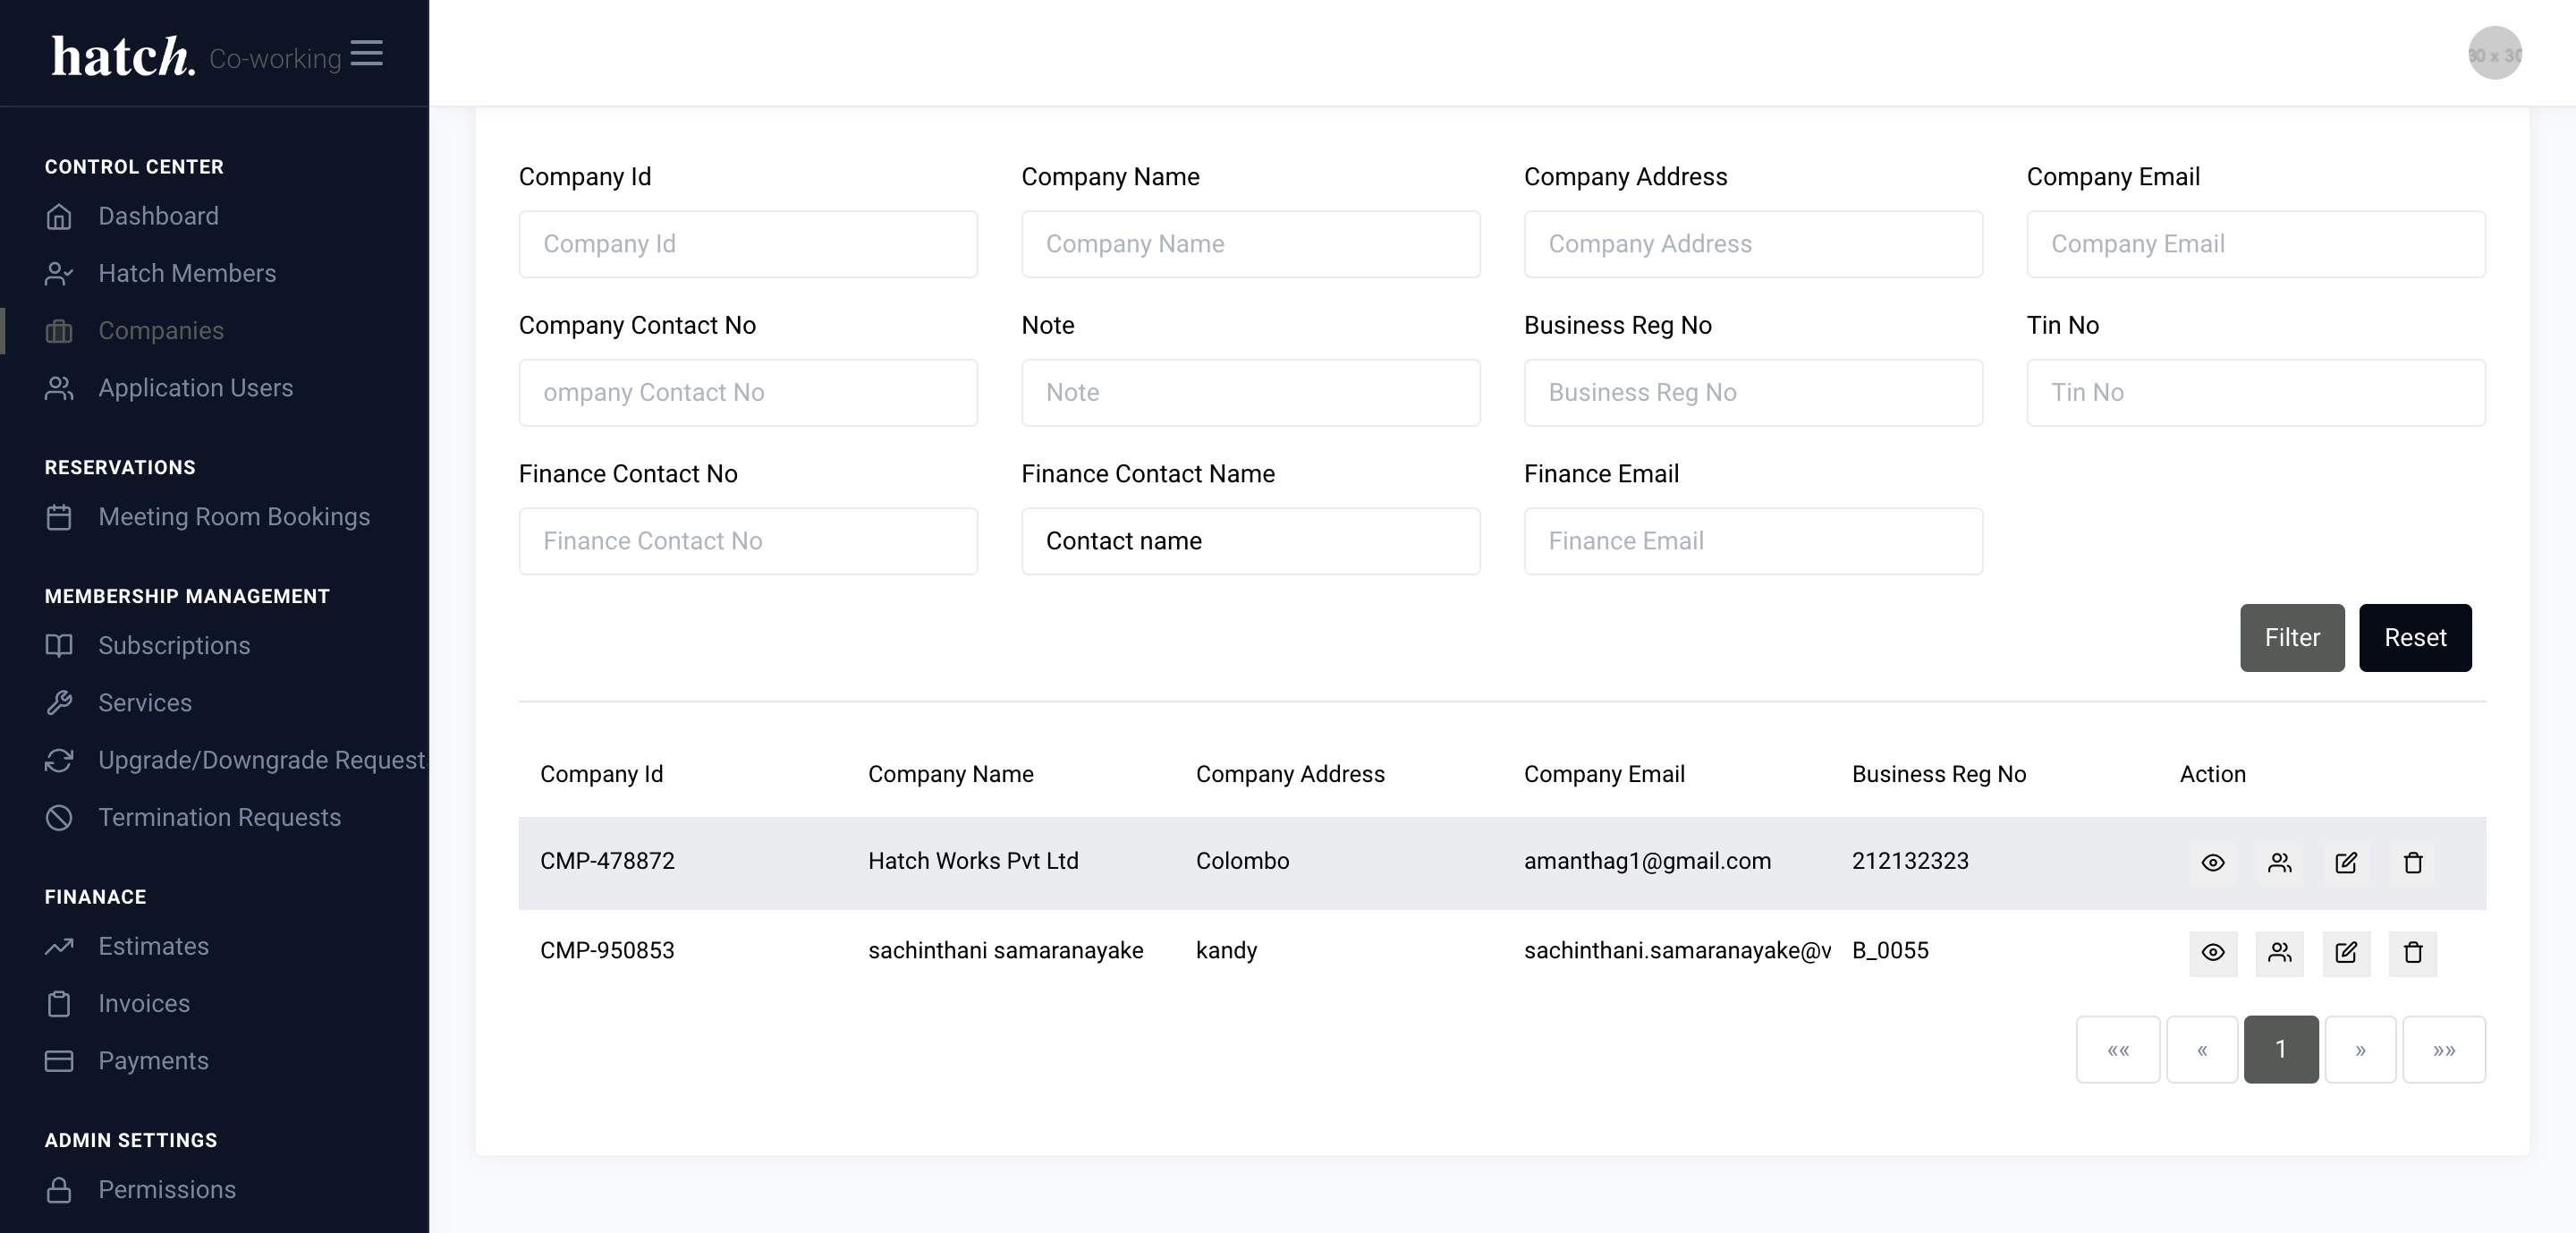 hatch. Co-working
30 x 30
CONTROL CENTER
Dashboard
Hatch Members
Companies
Application Users
RESERVATIONS
Meeting Room Bookings
MEMBERSHIP MANAGEMENT
Subscriptions
Services
Upgrade/Downgrade Request
Termination Requests
FINANACE
Estimates
Invoices
Payments
ADMIN SETTINGS
Permissions
Company Id Company Name Company Address Company Email
Company Id Company Name Company Address Company Email
Company Contact No Note Business Reg No Tin No
ompany Contact No Note Business Reg No Tin No
Finance Contact No Finance Contact Name Finance Email
Finance Contact No Contact name Finance Email
Filter Reset
Company Id Company Name Company Address Company Email Business Reg No Action
CMP-478872 Hatch Works Pvt Ltd Colombo amanthag1@gmail.com 212132323
CMP-950853 sachinthani samaranayake kandy sachinthani.samaranayake@v B_0055
«« « 1 » »»